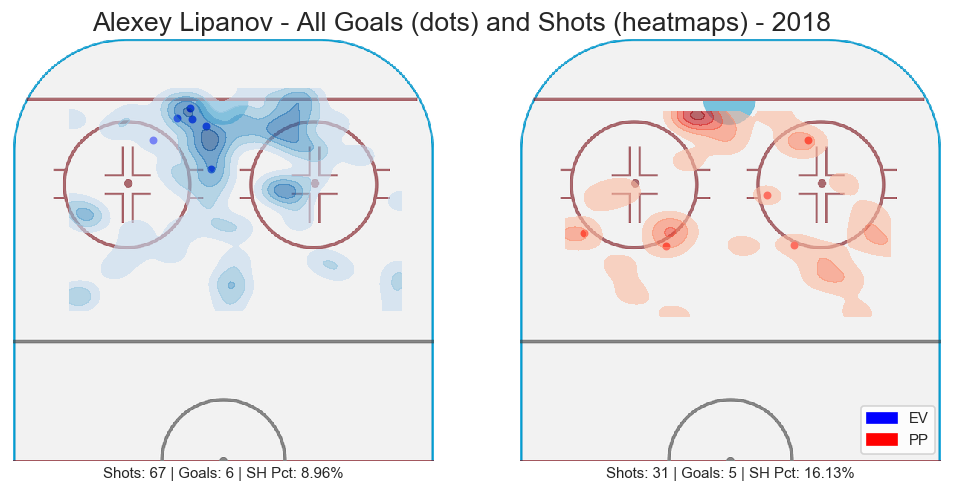 Alexey Lipanov - All Goals (dots) and Shots (heatmaps) - 2018
EV
PP
Shots: 67 | Goals: 6 | SH Pct: 8.96%
Shots: 31 | Goals: 5 | SH Pct: 16.13%